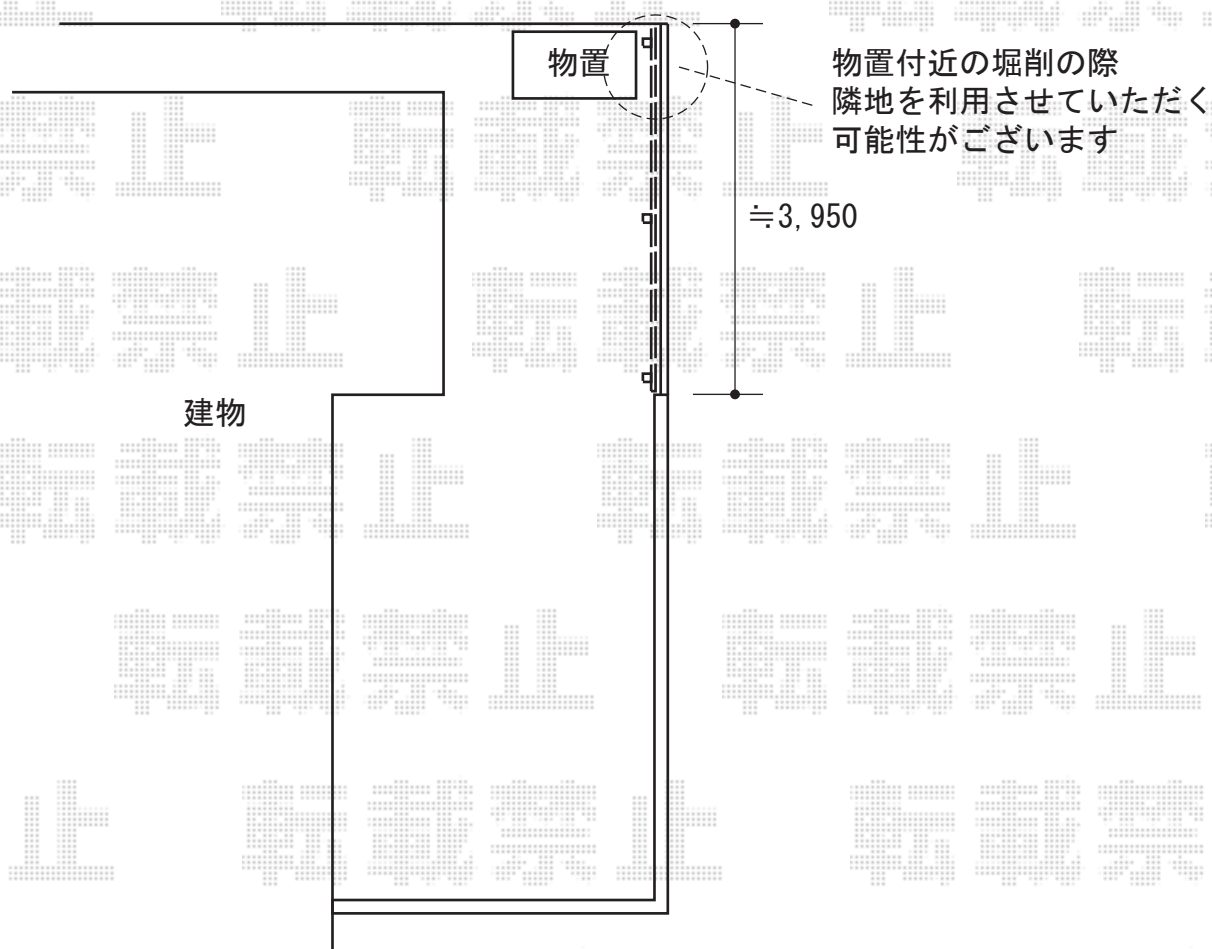 物置
物置付近の堀削の際
隣地を利用させていただく
可能性がございます
≒3,950
建物
転載禁止